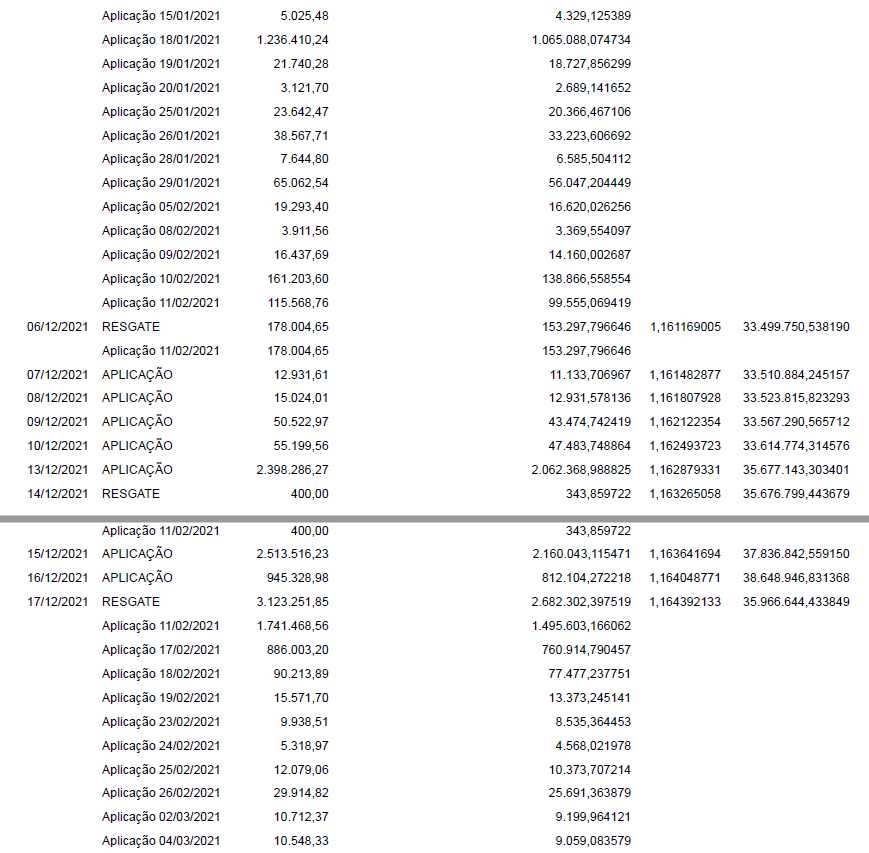 Aplicação 15/01/2021 5.025,48 4.329,125389
Aplicação 18/01/2021 1.236.410,24 1.065.088,074734
Aplicação 19/01/2021 21.740,28 18.727,856299
Aplicação 20/01/2021 3.121,70 2.689,141652
Aplicação 25/01/2021 23.642,47 20.366,467106
Aplicação 26/01/2021 38.567,71 33.223,606692
Aplicação 28/01/2021 7.644,80 6.585,504112
Aplicação 29/01/2021 65.062,54 56.047,204449
Aplicação 05/02/2021 19.293,40 16.620,026256
Aplicação 08/02/2021 3.911,56 3.369,554097
Aplicação 09/02/2021 16.437,69 14.160,002687
Aplicação 10/02/2021 161.203,60 138.866,558554
Aplicação 11/02/2021 115.568,76 99.555,069419
06/12/2021 RESGATE 178.004,65 153.297,796646 1,161169005 33.499.750,538190
Aplicação 11/02/2021 178.004,65 153.297,796646
07/12/2021 APLICAÇÃO 12.931,61 11.133,706967 1,161482877 33.510.884,245157
08/12/2021 APLICAÇÃO 15.024,01 12.931,578136 1,161807928 33.523.815,823293
09/12/2021 APLICAÇÃO 50.522,97 43.474,742419 1,162122354 33.567.290,565712
10/12/2021 APLICAÇÃO 55.199,56 47.483,748864 1,162493723 33.614.774,314576
13/12/2021 APLICAÇÃO 2.398.286,27 2.062.368,988825 1,162879331 35.677.143,303401
14/12/2021 RESGATE 400,00 343,859722 1,163265058 35.676.799,443679
Aplicação 11/02/2021 400,00 343,859722
15/12/2021 APLICAÇÃO 2.513.516,23 2.160.043,115471 1,163641694 37.836.842,559150
16/12/2021 APLICAÇÃO 945.328,98 812.104,272218 1,164048771 38.648.946,831368
17/12/2021 RESGATE 3.123.251,85 2.682.302,397519 1,164392133 35.966.644,433849
Aplicação 11/02/2021 1.741.468,56 1.495.603,166062
Aplicação 17/02/2021 886.003,20 760.914,790457
Aplicação 18/02/2021 90.213,89 77.477,237751
Aplicação 19/02/2021 15.571,70 13.373,245141
Aplicação 23/02/2021 9.938,51 8.535,364453
Aplicação 24/02/2021 5.318,97 4.568,021978
Aplicação 25/02/2021 12.079,06 10.373,707214
Aplicação 26/02/2021 29.914,82 25.691,363879
Aplicação 02/03/2021 10.712,37 9.199,964121
Aplicação 04/03/2021 10.548,33 9.059,083579